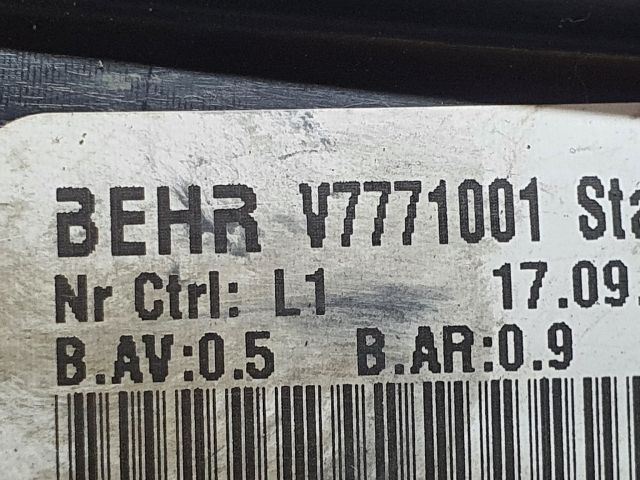 BEHR V7771001 Sta
Nr Ctrl: L1 17.09
B.AV:0.5 B.AR:0.9